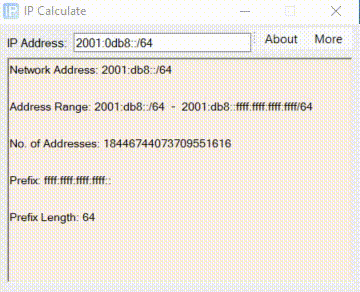 IP Calculate
IP Address: 2001:0db8::/64 About More
Network Address: 2001:db8::/64
Address Range: 2001:db8::/64 - 2001:db8::ffff:ffff:ffff:ffff/64
No. of Addresses: 18446744073709551616
Prefix: ffff:ffff:ffff:ffff::
Prefix Length: 64